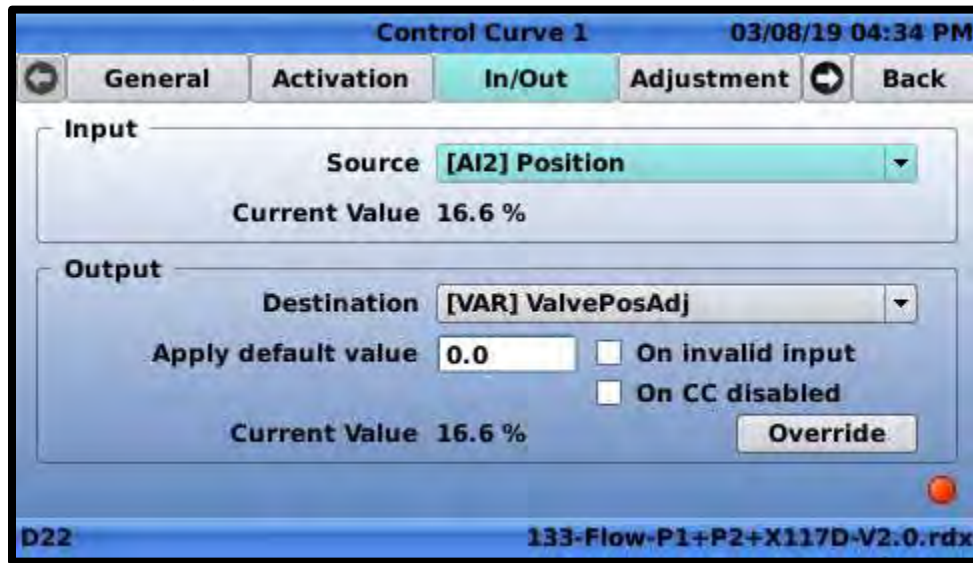 Control Curve 1 03/08/19 04:34 PM
General Activation In/Out Adjustment Back
Input
Source [AI2] Position
Current Value 16.6 %
Output
Destination [VAR] ValvePosAdj
Apply default value 0.0 On invalid input
On CC disabled
Current Value 16.6 % Override
D22 133-Flow-P1+P2+X117D-V2.0.rdx